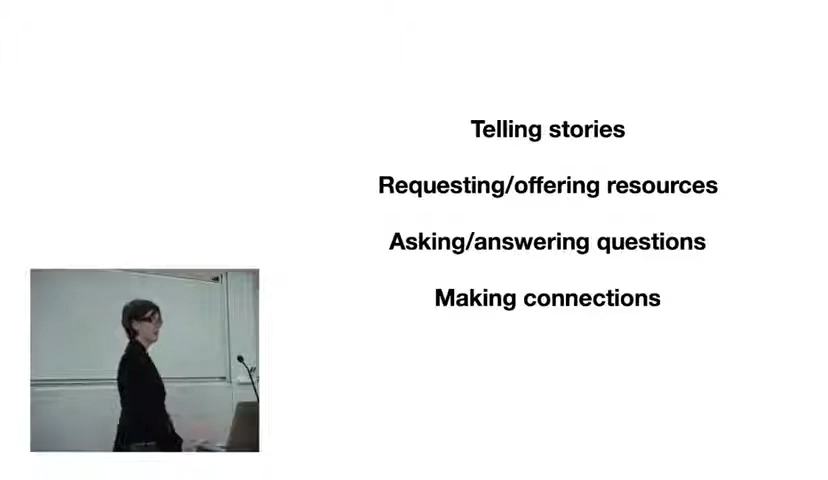 Telling stories
Requesting/offering resources
Asking/answering questions
Making connections